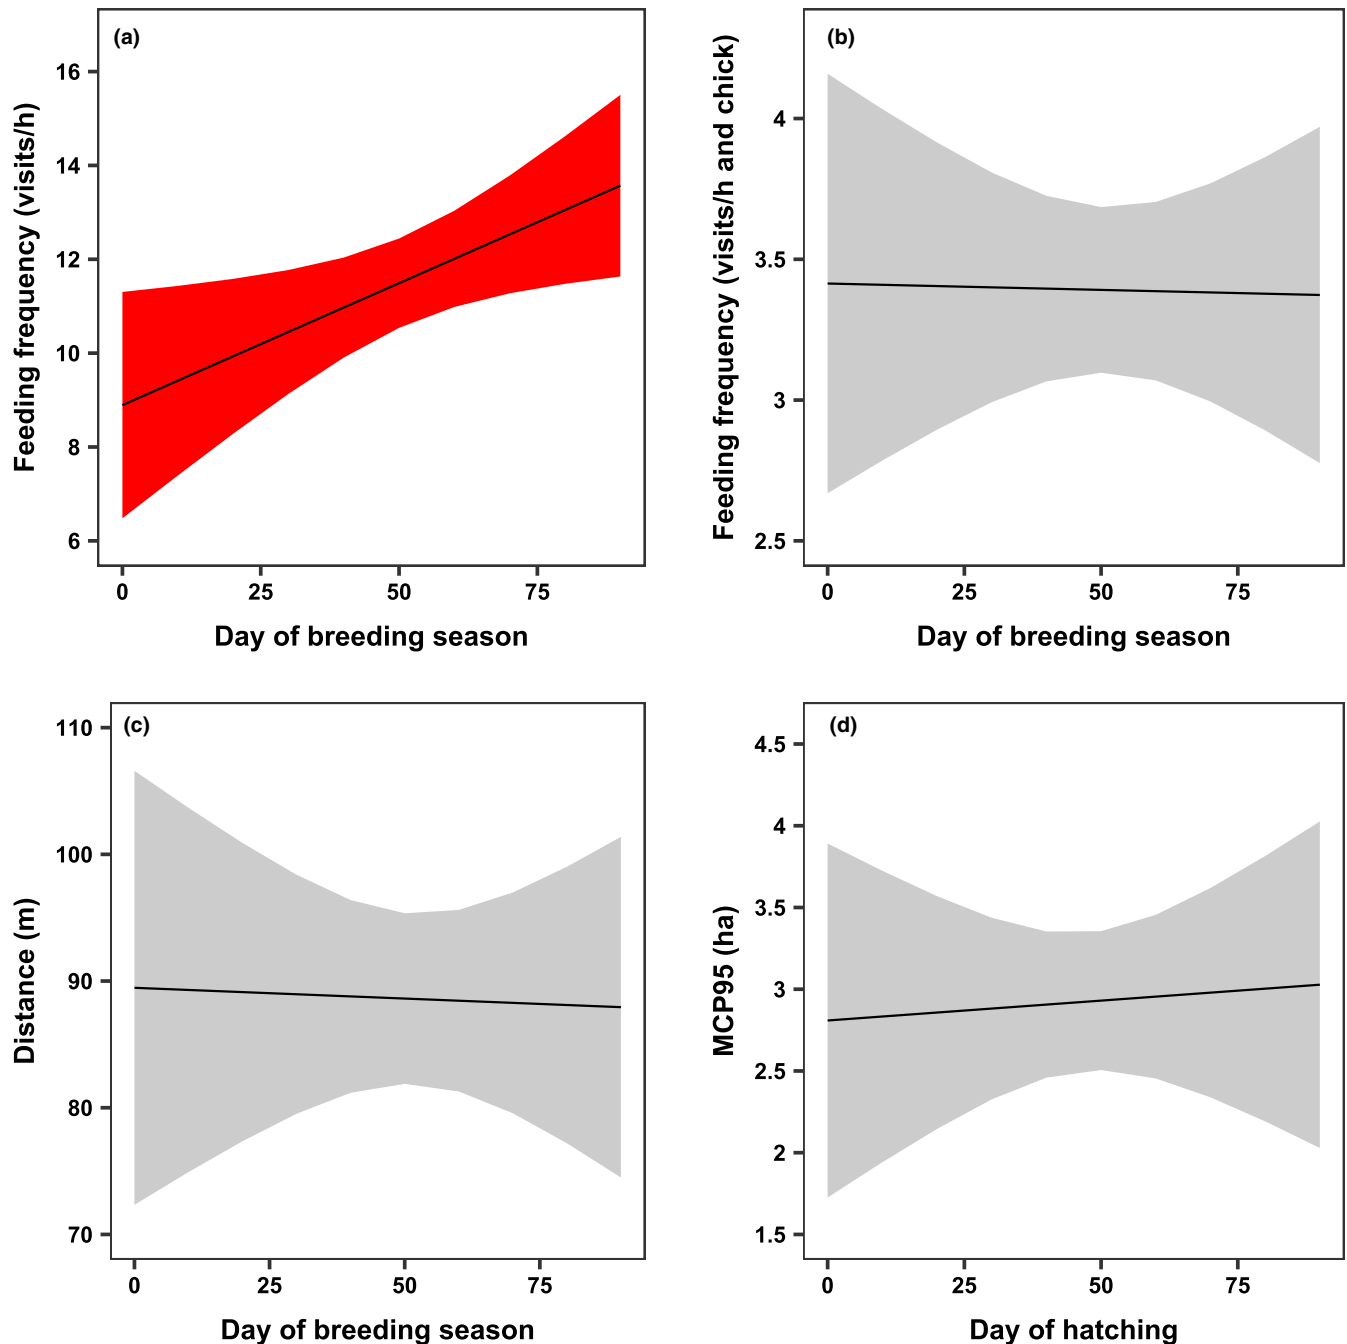 (a)
Feeding frequency (visits/h)
16
14
12
10
8
6
0 25 50 75
Day of breeding season
(b)
Feeding frequency (visits/h and chick)
4
3.5
3
2.5
0 25 50 75
Day of breeding season
(c)
Distance (m)
110
100
90
80
70
0 25 50 75
Day of breeding season
(d)
MCP95 (ha)
4.5
4
3.5
3
2.5
2
1.5
0 25 50 75
Day of hatching